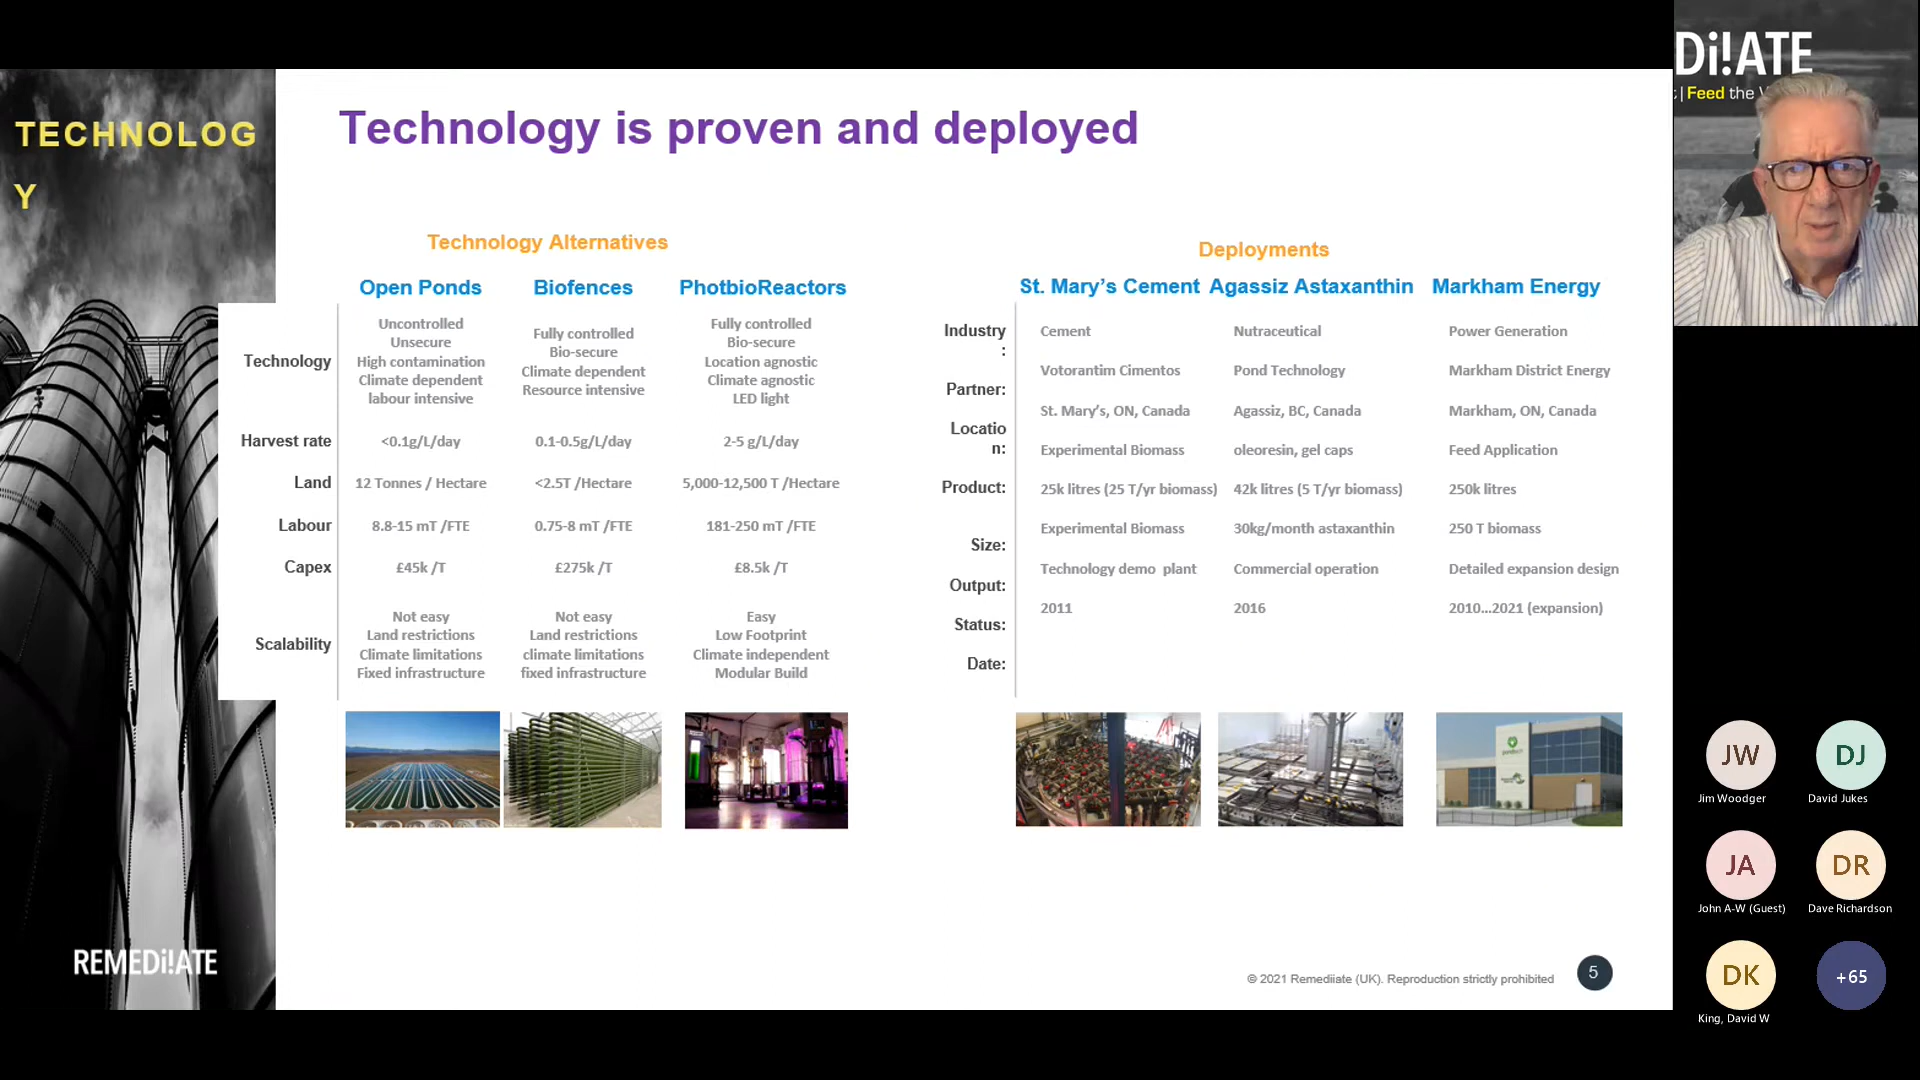 TECHNOLOG
Y
Technology is proven and deployed
Technology Alternatives
Open Ponds Biofences PhotbioReactors
Technology
Uncontrolled
Unsecure
High contamination
Climate dependent
labour intensive
Fully controlled
Bio-secure
Climate dependent
Resource intensive
Fully controlled
Bio-secure
Location agnostic
Climate agnostic
LED light
Harvest rate <0.1g/L/day 0.1-0.5g/L/day 2-5 g/L/day
Land 12 Tonnes / Hectare <2.5T /Hectare 5,000-12,500 T /Hectare
Labour 8.8-15 mT /FTE 0.75-8 mT /FTE 181-250 mT /FTE
Capex £45k /T £275k /T £8.5k /T
Scalability
Not easy
Land restrictions
Climate limitations
Fixed infrastructure
Not easy
Land restrictions
climate limitations
fixed infrastructure
Easy
Low Footprint
Climate independent
Modular Build
Deployments
St. Mary's Cement Agassiz Astaxanthin Markham Energy
Industry
:
Partner:
Locatio
n:
Product:
Size:
Output:
Status:
Date:
Cement Nutraceutical Power Generation
Votorantim Cimentos Pond Technology Markham District Energy
St. Mary's, ON, Canada Agassiz, BC, Canada Markham, ON, Canada
Experimental Biomass oleoresin, gel caps Feed Application
25k litres (25 T/yr biomass) 42k litres (5 T/yr biomass) 250k litres
Experimental Biomass 30kg/month astaxanthin 250 T biomass
Technology demo plant Commercial operation Detailed expansion design
2011 2016 2010...2021 (expansion)
REMEDi!ATE
© 2021 Remediiate (UK). Reproduction strictly prohibited
5
Di!ATE
| Feed the
JW DJ
Jim Woodger David Jukes
JA DR
John A-W (Guest) Dave Richardson
DK +65
King, David W